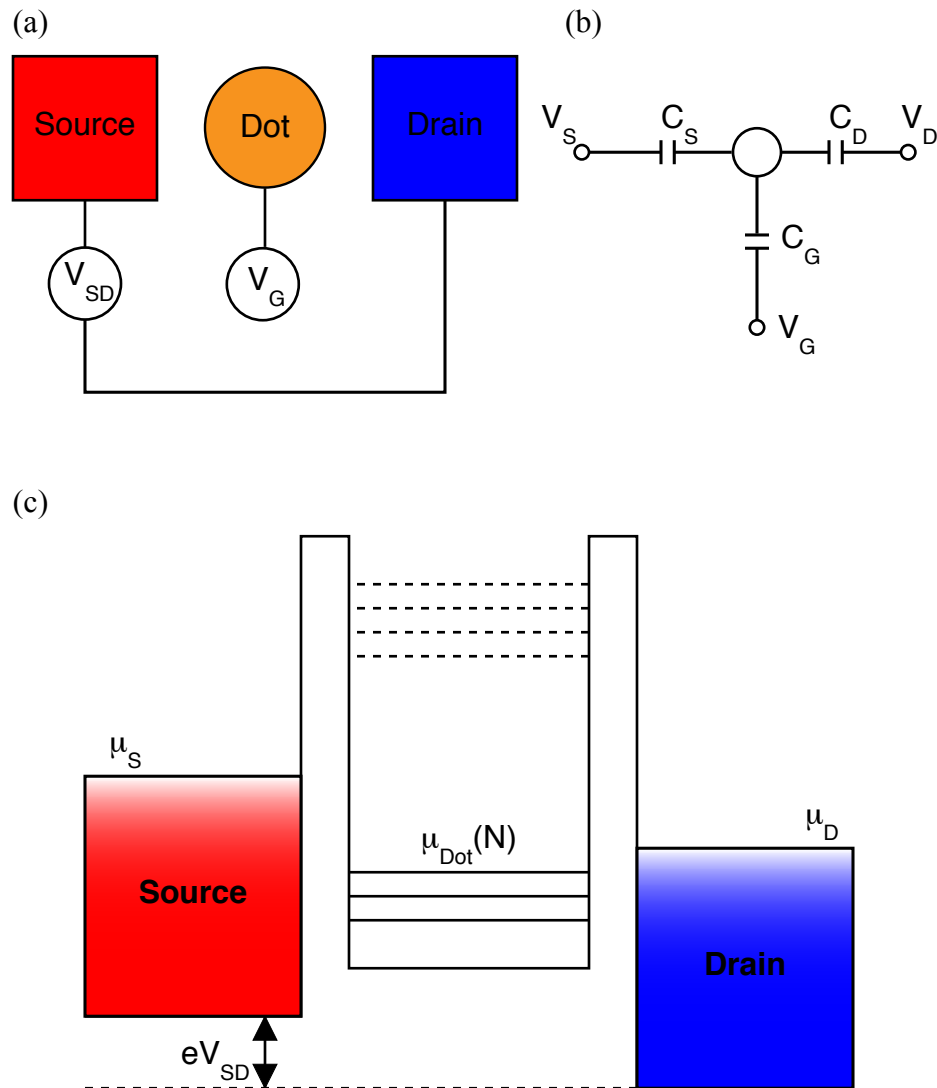 (a)
Source
Dot
Drain
V_SD
V_G
(b)
V_S
C_S
C_D
V_D
C_G
V_G
(c)
μ_S
μ_Dot(N)
μ_D
Source
Drain
eV_SD